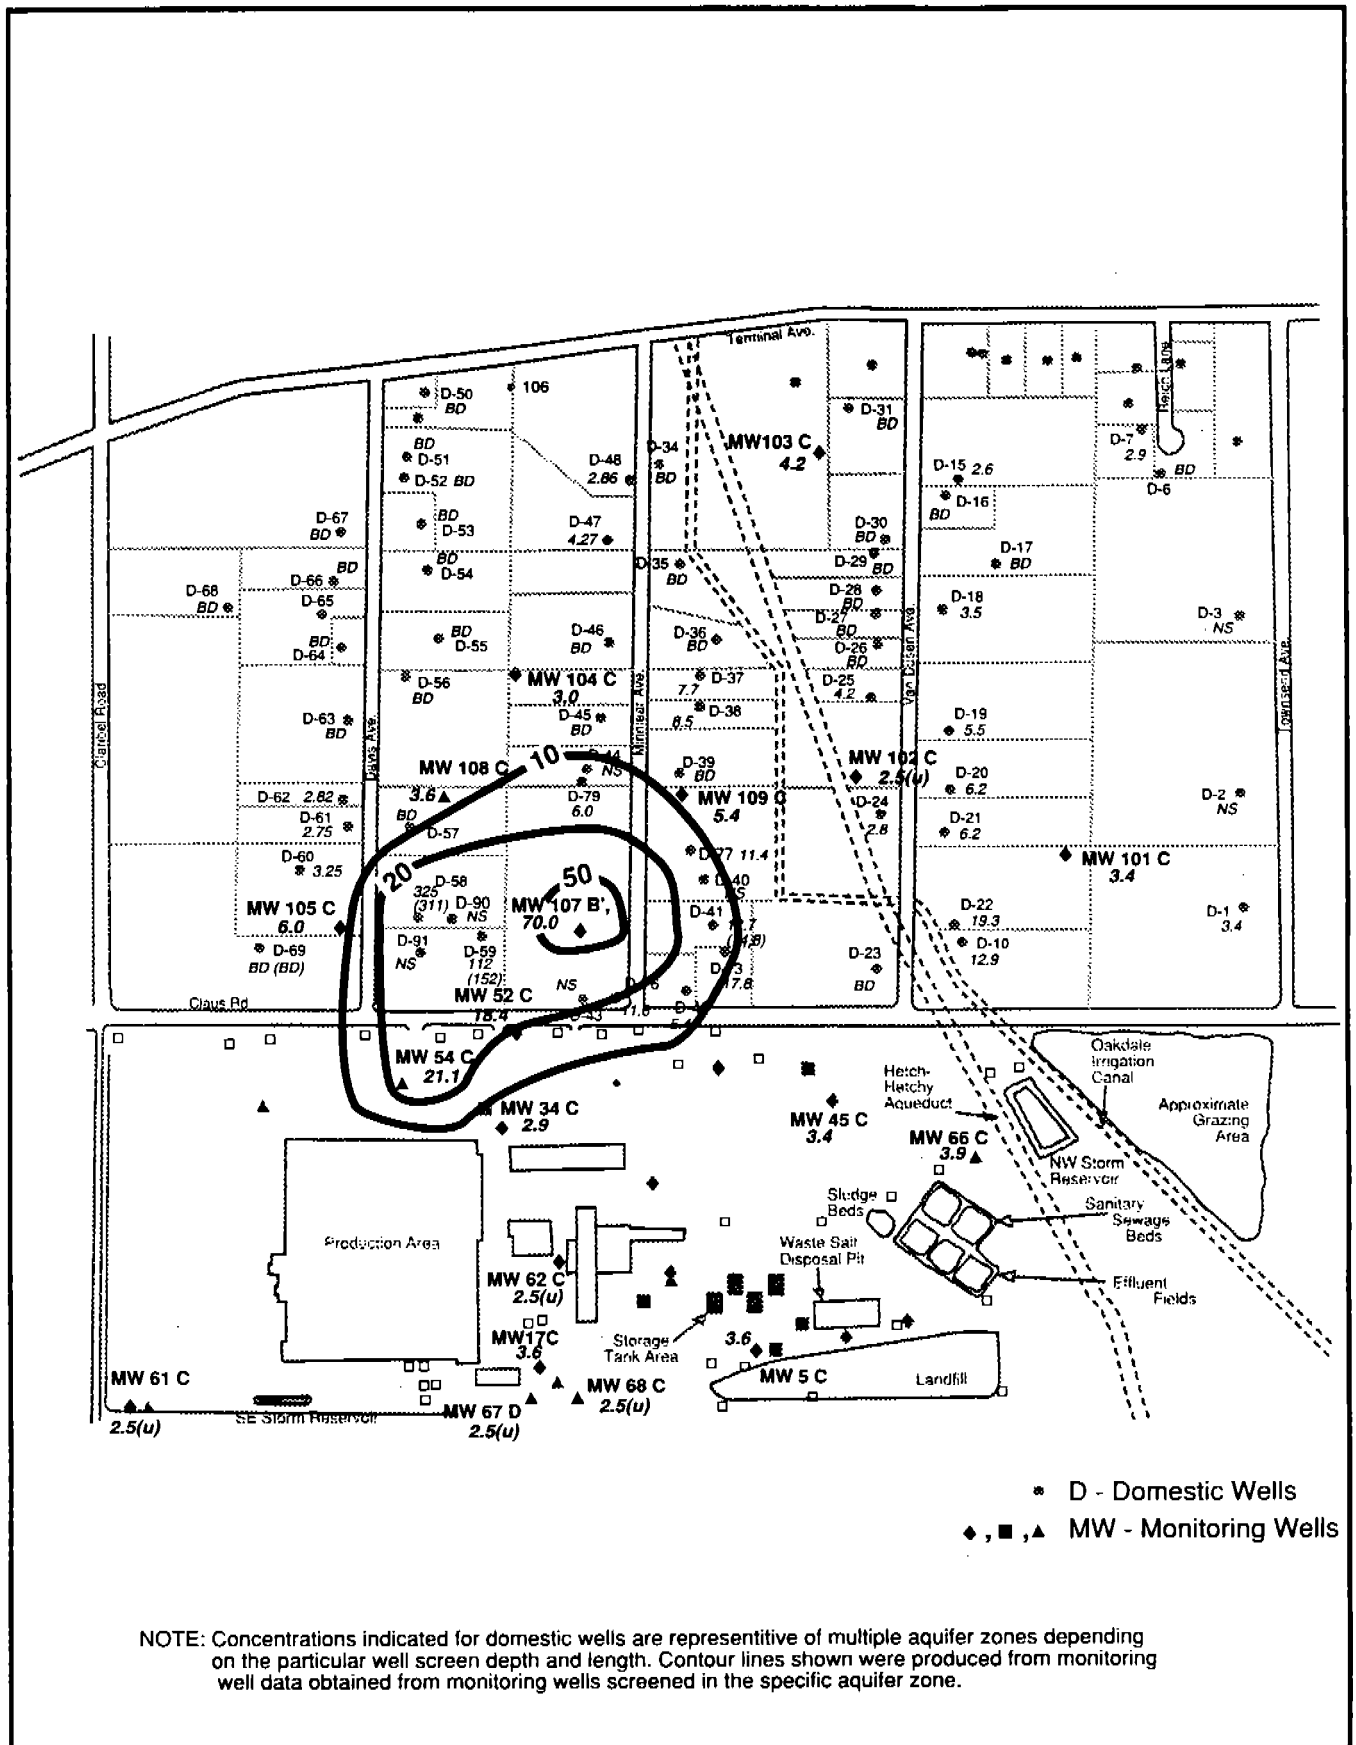 Terminal Ave.
D-50
BD
106
D-31
BD
Reich Lane
BD
D-51
D-34
BD
MW103 C
4.2
D-7
2.9
D-48
2.86
D-52 BD
D-15 2.6
BD
D-6
D-16
BD
D-67
BD
BD
D-53
D-47
4.27
D-30
BD
D-29
BD
D-17
BD
BD
D-54
D-35
BD
BD
D-66
D-68
BD
D-65
D-28
BD
D-27
BD
D-18
3.5
D-3
NS
BD
D-64
BD
D-55
D-46
BD
D-36
BD
D-26
BD
Van Dusen Ave.
D-56
BD
MW 104 C
3.0
D-37
7.7
D-25
4.2
Claribel Road
Davis Ave.
Minniear Ave.
Townsend Ave.
D-63
BD
D-45
BD
D-38
8.5
D-19
5.5
MW 108 C
3.6
10
D-44
NS
D-39
BD
MW 102 C
2.5(u)
D-20
6.2
D-2
NS
D-62 2.82
D-79
6.0
MW 109 C
5.4
D-24
2.8
D-61
2.75
BD
D-57
D-21
6.2
D-60
3.25
20
D-77 11.4
MW 101 C
3.4
D-58
325
(311)
D-90
NS
50
MW 107 B',
70.0
D-40
NS
MW 105 C
6.0
D-41
D-22
19.3
D-1
3.4
D-69
BD (BD)
D-91
NS
D-59
112
(152)
D-10
12.9
D-23
BD
17.8
Claus Rd
NS
D-43
11.6
MW 52 C
18.4
MW 54 C
21.1
Oakdale
Irrigation
Canal
Hetch-
Hetchy
Aqueduct
Approximate
Grazing
Area
MW 34 C
2.9
MW 45 C
3.4
MW 66 C
3.9
NW Storm
Reservoir
Sludge
Beds
Sanitary
Sewage
Beds
Production Area
Waste Salt
Disposal Pit
MW 62 C
2.5(u)
Effluent
Fields
MW17C
3.6
Storage
Tank Area
3.6
MW 5 C
Landfill
MW 61 C
2.5(u)
SE Storm Reservoir
MW 67 D
2.5(u)
MW 68 C
2.5(u)
D - Domestic Wells
MW - Monitoring Wells
NOTE: Concentrations indicated for domestic wells are representitive of multiple aquifer zones depending
on the particular well screen depth and length. Contour lines shown were produced from monitoring
well data obtained from monitoring wells screened in the specific aquifer zone.